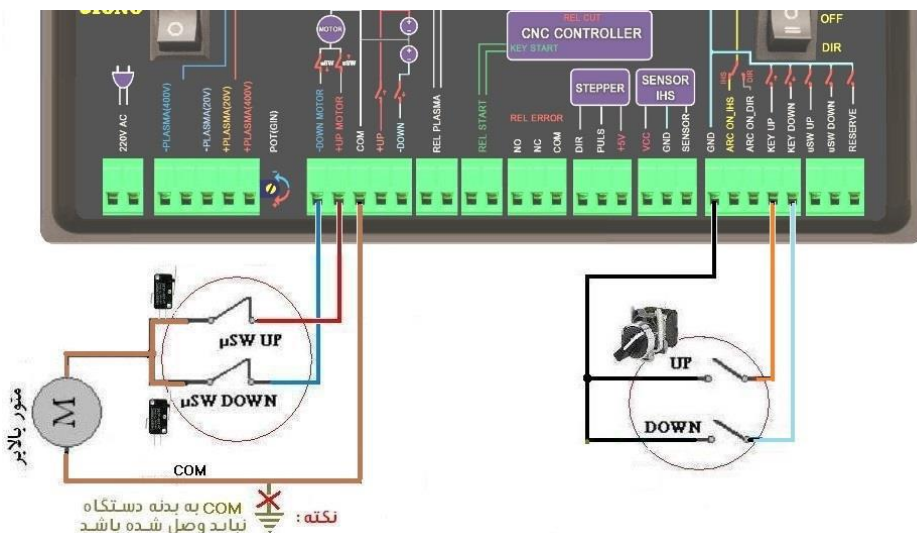 REL CUT
CNC CONTROLLER
KEY START
OFF
DIR
MOTOR
µSW
µSW
STEPPER
SENSOR
IHS
REL ERROR
IHS
DIR
220V AC
-PLASMA(400V)
-PLASMA(20V)
+PLASMA(20V)
+PLASMA(400V)
POT(GIN)
-DOWN MOTOR
+UP MOTOR
COM
+UP
-DOWN
REL PLASMA
REL START
NO
NC
COM
DIR
PULS
+5V
VCC
GND
SENSOR
GND
ARC ON_IHS
ARC ON_DIR
KEY UP
KEY DOWN
uSW UP
uSW DOWN
RESERVE
µSW UP
µSW DOWN
M
موتور بالابر
COM
UP
DOWN
نکته : COM به بدنه دستگاه
نباید وصل شده باشد